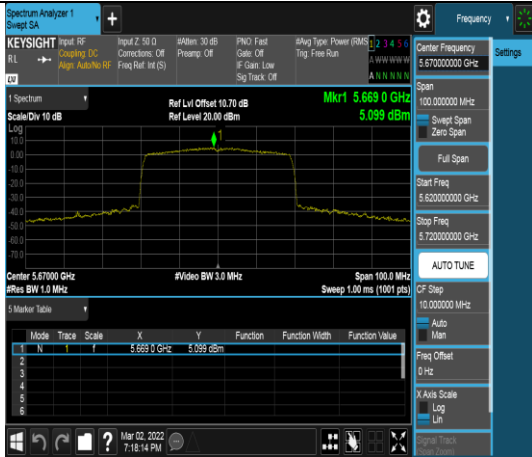 Spectrum Analyzer 1
Swept SA
+
Frequency
KEYSIGHT
RL
LXI
Input: RF
Coupling: DC
Align: Auto/No RF
Input Z: 50 Ω
Corrections: Off
Freq Ref: Int (S)
#Atten: 30 dB
Preamp: Off
PNO: Fast
Gate: Off
IF Gain: Low
Sig Track: Off
#Avg Type: Power (RMS
Trig: Free Run
1 2 3 4 5 6
A W W W W W
A N N N N N
1 Spectrum
Scale/Div 10 dB
Ref Lvl Offset 10.70 dB
Ref Level 20.00 dBm
Mkr1 5.669 0 GHz
5.099 dBm
Log
10.0
0.00
-10.0
-20.0
-30.0
-40.0
-50.0
-60.0
-70.0
1
Center 5.67000 GHz
#Res BW 1.0 MHz
#Video BW 3.0 MHz
Span 100.0 MHz
Sweep 1.00 ms (1001 pts)
5 Marker Table
Mode Trace Scale X Y Function Function Width Function Value
1 N 1 f 5.669 0 GHz 5.099 dBm
2
3
4
5
6
Mar 02, 2022
7:18:14 PM
Center Frequency
5.670000000 GHz
Settings
Span
100.000000 MHz
Swept Span
Zero Span
Full Span
Start Freq
5.620000000 GHz
Stop Freq
5.720000000 GHz
AUTO TUNE
CF Step
10.000000 MHz
Auto
Man
Freq Offset
0 Hz
X Axis Scale
Log
Lin
Signal Track
(Span Zoom)